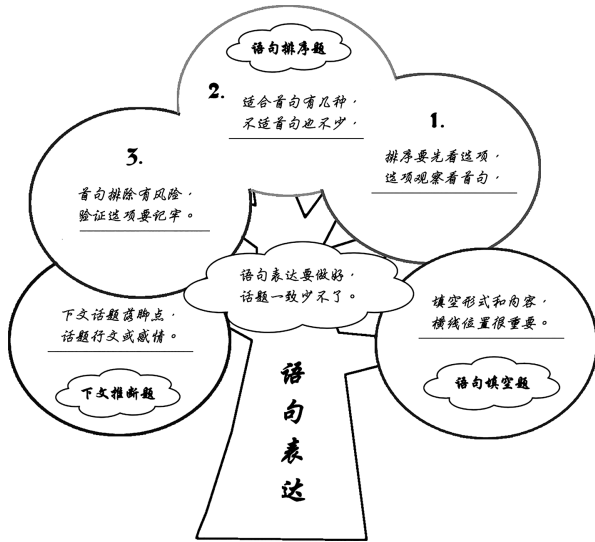 语句排序题
2.
适合首句有几种，
不适首句也不少，
1.
排序要先看选项，
选项观察看首句，
3.
首句排除有风险，
验证选项要记牢。
语句表达要做好，
话题一致少不了。
下文话题落脚点，
话题行文或感情。
下文推断题
填空形式和内容，
横线位置很重要。
语句填空题
语句表达